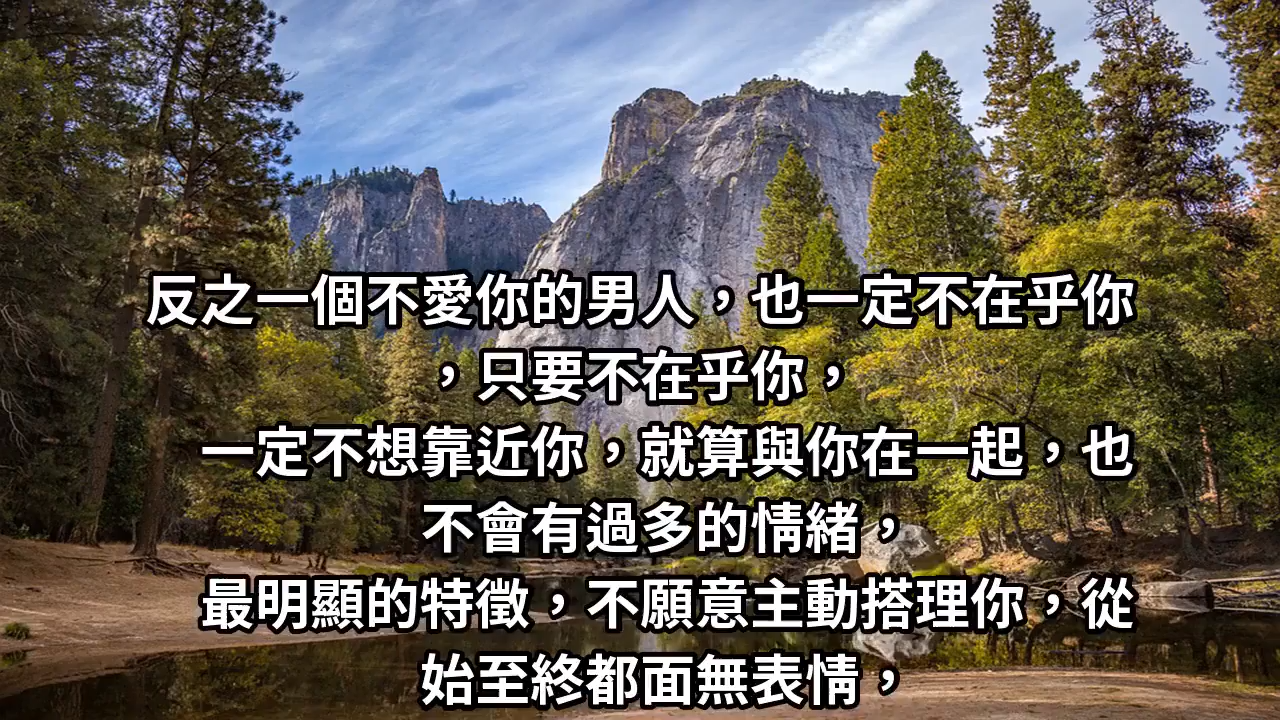 反之一個不愛你的男人，也一定不在乎你
，只要不在乎你，
一定不想靠近你，就算與你在一起，也
不會有過多的情緒，
最明顯的特徵，不願意主動搭理你，從
始至終都面無表情，